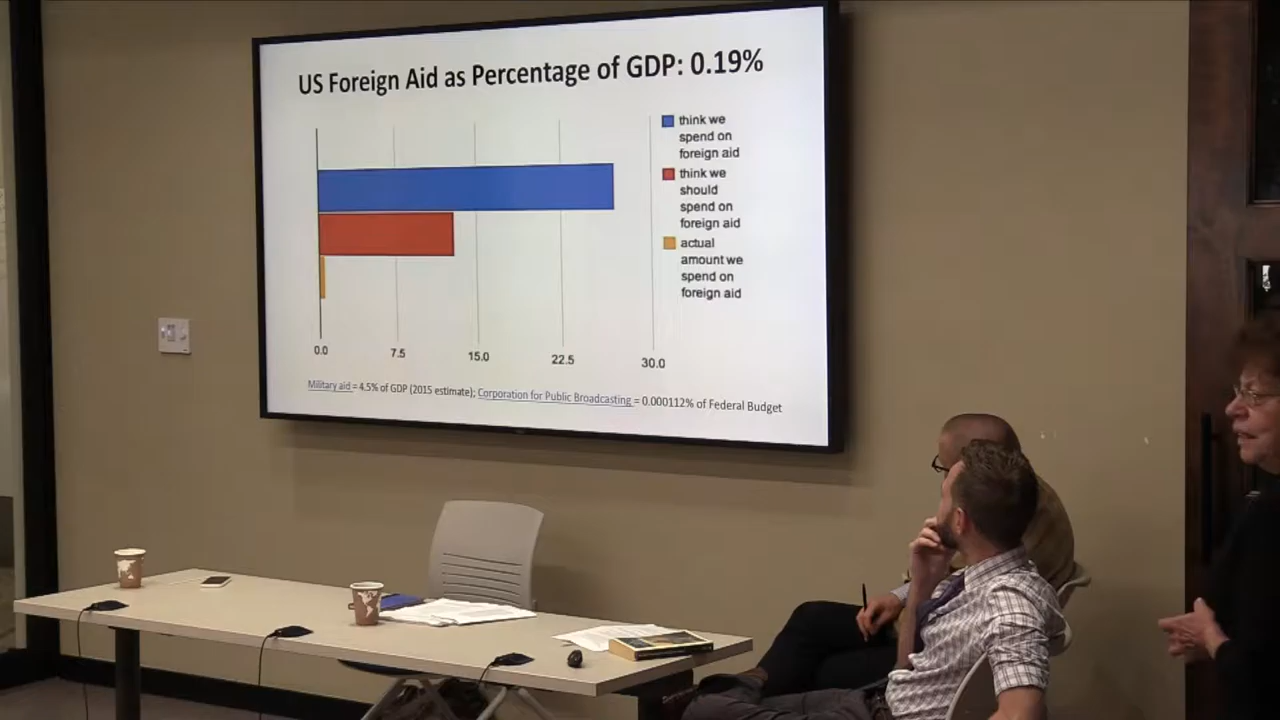 US Foreign Aid as Percentage of GDP: 0.19%
think we
spend on
foreign aid
think we
should
spend on
foreign aid
actual
amount we
spend on
foreign aid
0.0 7.5 15.0 22.5 30.0
Military aid = 4.5% of GDP (2015 estimate); Corporation for Public Broadcasting = 0.000112% of Federal Budget